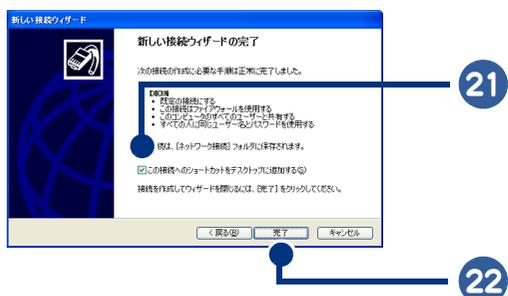 新しい接続ウィザード
新しい接続ウィザードの完了
次の接続の作成に必要な手順は正常に完了しました。
• 既定の接続にする
• この接続はファイアウォールを使用する
• このコンピュータのすべてのユーザーと共有する
• すべての人に同じユーザー名とパスワードを使用する
続は、[ネットワーク接続] フォルダに保存されます。
この接続へのショートカットをデスクトップに追加する(S)
接続を作成してウィザードを閉じるには、[完了] をクリックしてください。
< 戻る(B)
完了
キャンセル
21
22